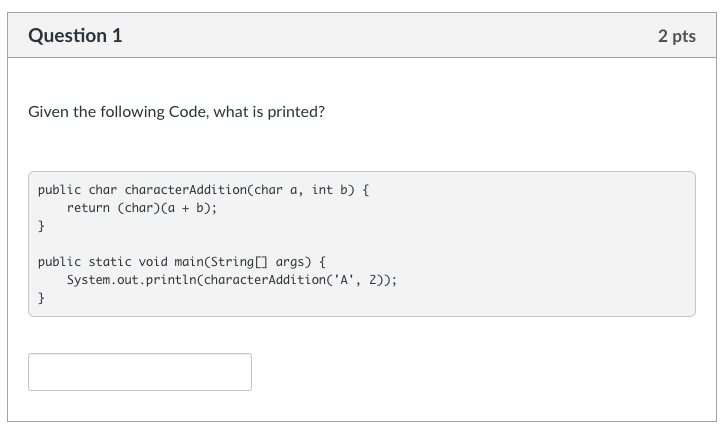 Question 1
2 pts
Given the following Code, what is printed?
public char characterAddition(char a, int b) {
    return (char)(a + b);
}
public static void main(String[] args) {
    System.out.println(characterAddition('A', 2));
}